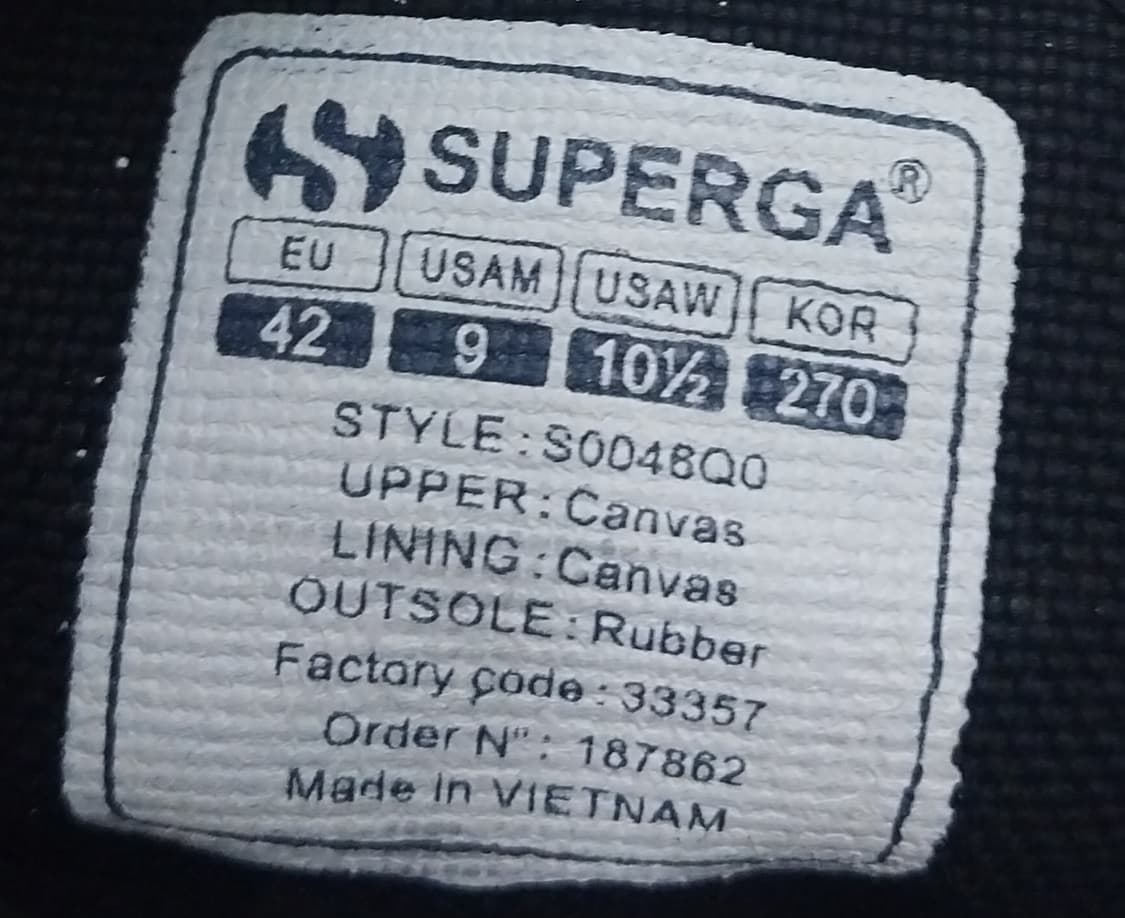 SUPERGA®
EU USAM USAW KOR
42 9 10½ 270
STYLE : S0048Q0
UPPER : Canvas
LINING : Canvas
OUTSOLE : Rubber
Factory code : 33357
Order N° : 187862
Made in VIETNAM